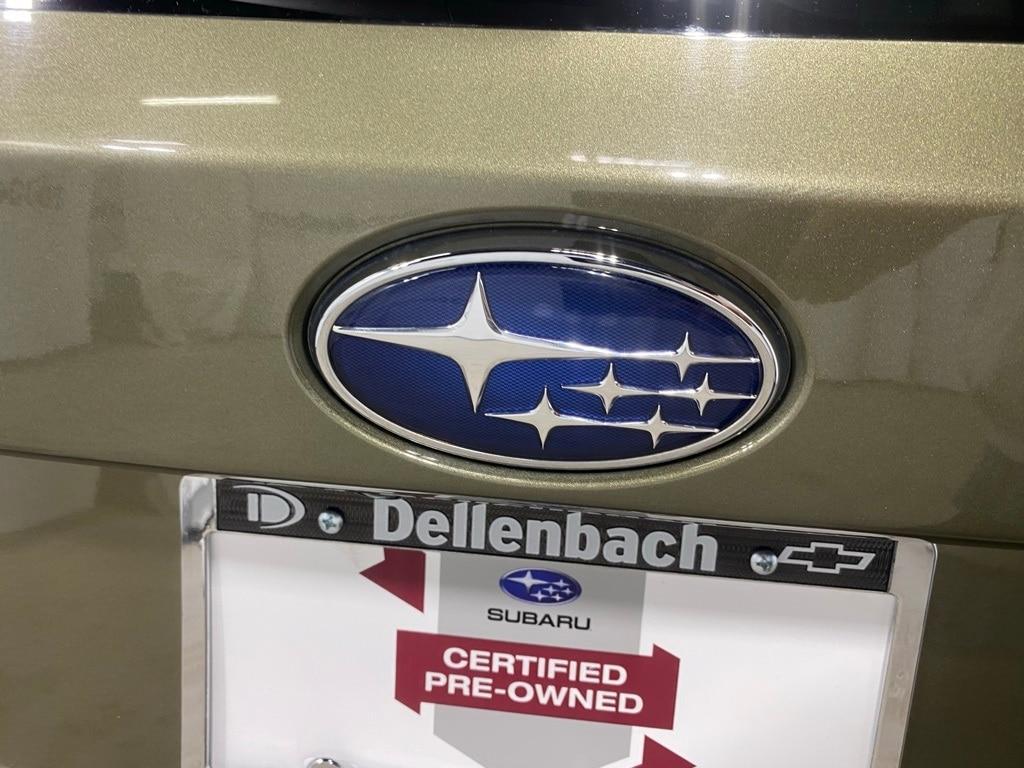 Dellenbach
SUBARU
CERTIFIED
PRE-OWNED